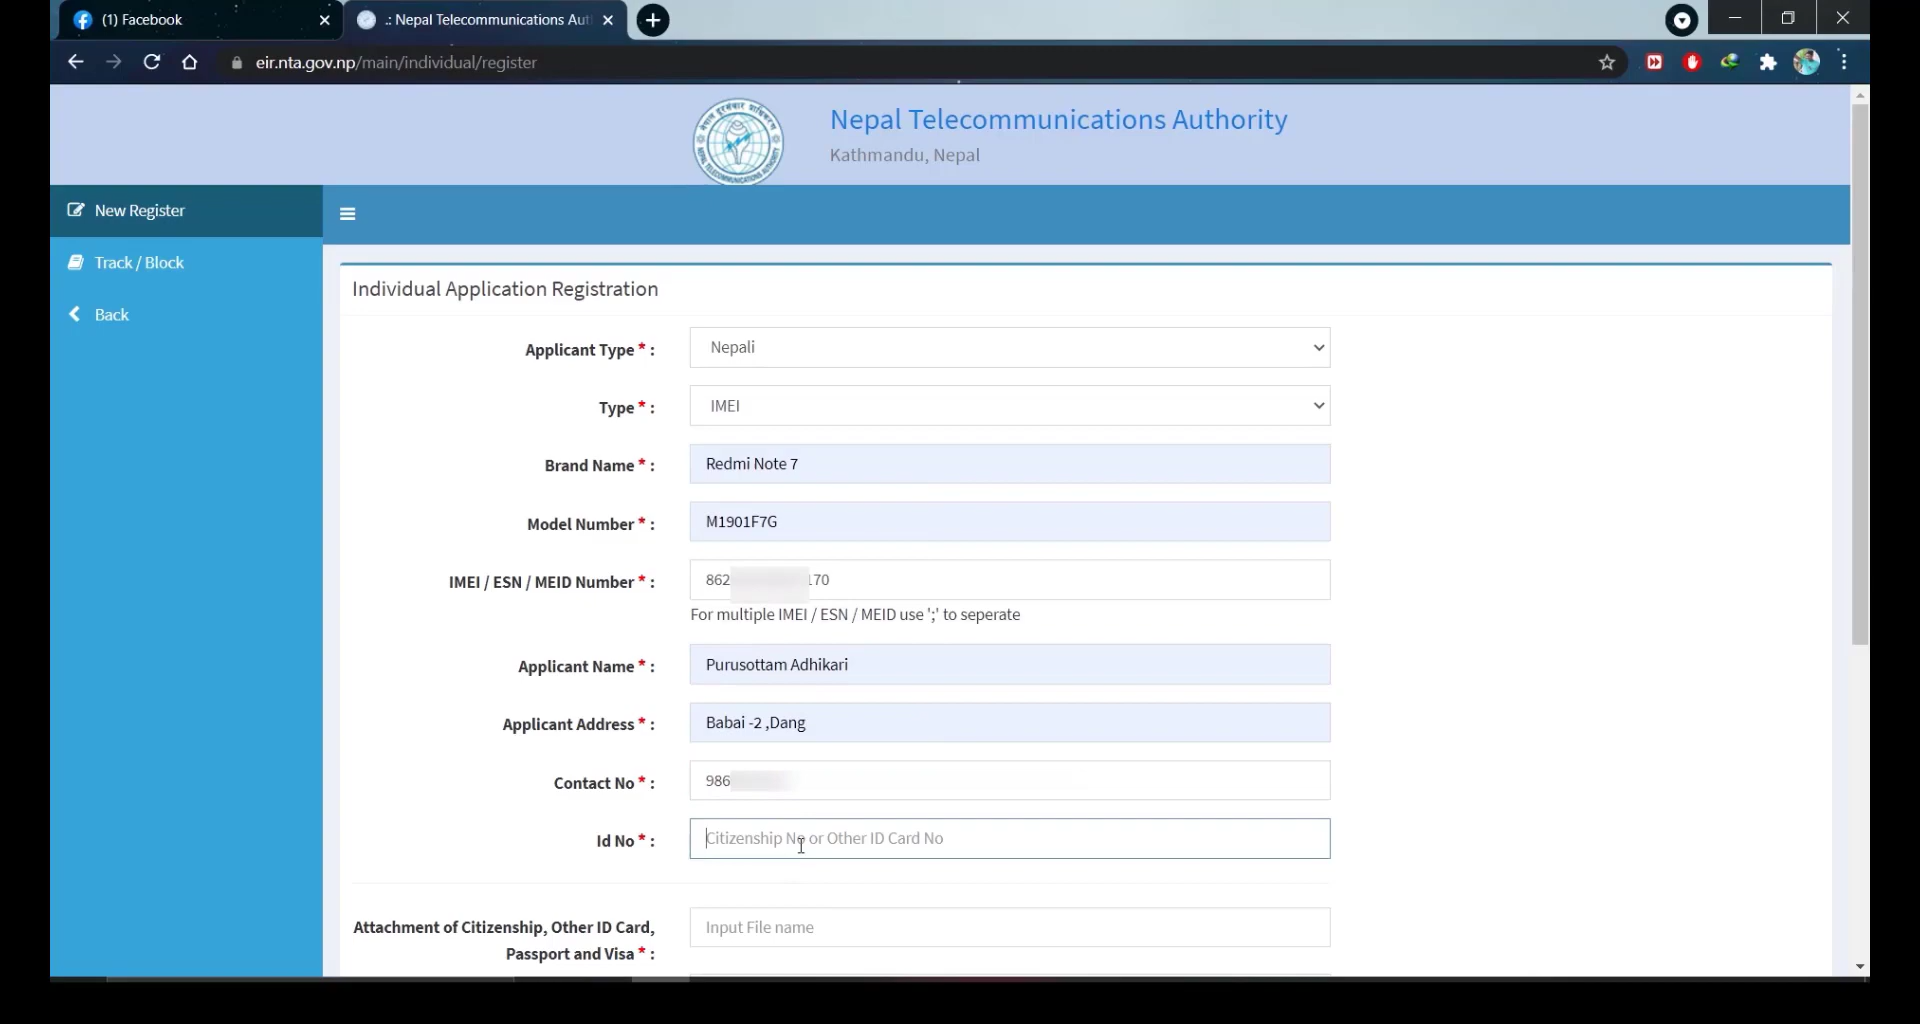 (1) Facebook
.: Nepal Telecommunications Aut
eir.nta.gov.np/main/individual/register
Nepal Telecommunications Authority
Kathmandu, Nepal
New Register
Track / Block
Back
Individual Application Registration
Applicant Type * : Nepali
Type * : IMEI
Brand Name * : Redmi Note 7
Model Number * : M1901F7G
IMEI / ESN / MEID Number * : 862 170
For multiple IMEI / ESN / MEID use ';' to seperate
Applicant Name * : Purusottam Adhikari
Applicant Address * : Babai -2 ,Dang
Contact No * : 986
Id No * : Citizenship No or Other ID Card No
Attachment of Citizenship, Other ID Card, Input File name
Passport and Visa * :